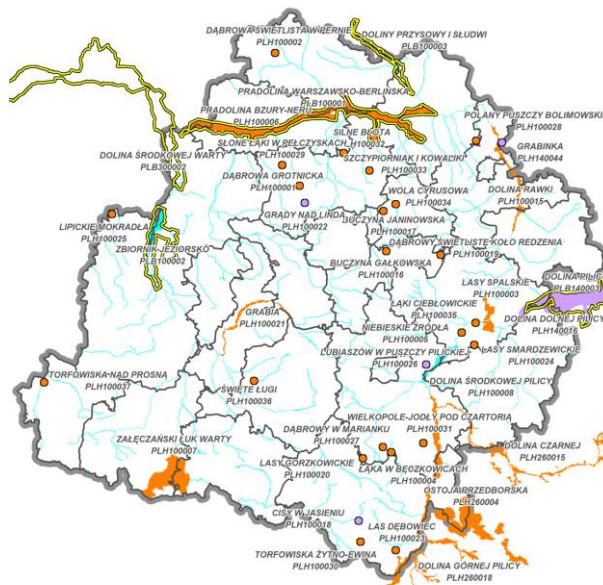 DĄBROWA ŚWIETLISTA W PERNIE
PLH100002
DOLINY PRZYSOWY I SŁUDWI
PLB100003
PRADOLINA WARSZAWSKO-BERLIŃSKA
PLB100001
PRADOLINA BZURY-NERU
PLH100006
SILNE BŁOTA
PLH100032
POLANY PUSZCZY BOLIMOWSKIEJ
PLH100028
GRABINKA
PLH140044
SŁONE ŁĄKI W PEŁCZYSKACH
PLH100029
SZCZYPIORNIAK I KOWALIKI
PLH100033
DOLINA ŚRODKOWEJ WARTY
PLB300002
DĄBROWA GROTNICKA
PLH100001
WOLA CYRUSOWA
PLH100034
DOLINA RAWKI
PLH100015
GRĄDY NAD LINDĄ
PLH100022
BUCZYNA JANINOWSKA
PLH100017
LIPICKIE MOKRADŁA
PLH100025
ZBIORNIK JEZIORSKO
PLB100002
DĄBROWY ŚWIETLISTE KOŁO REDZENIA
PLH100019
BUCZYNA GAŁKOWSKA
PLH100016
LASY SPALSKIE
PLH100003
DOLINA PILICY
PLB140003
ŁĄKI CIEBŁOWICKIE
PLH100035
GRABIA
PLH100021
NIEBIESKIE ŹRÓDŁA
PLH100005
DOLINA DOLNEJ PILICY
PLH140016
LUBIASZÓW W PUSZCZY PILICKIEJ
PLH100026
ŁĄSY SMARDZEWICKIE
PLH100024
TORFOWISKA NAD PROSNĄ
PLH100037
ŚWIĘTE ŁUGI
PLH100036
DOLINA ŚRODKOWEJ PILICY
PLH100008
WIELKOPOLE-JODŁY POD CZARTORIĄ
PLH100031
DĄBROWY W MARIANKU
PLH100027
ZAŁĘCZAŃSKI ŁUK WARTY
PLH100007
DOLINA CZARNEJ
PLH260015
LASY GORZKOWICKIE
PLH100020
ŁĄKA W BĘCZKOWICACH
PLH100004
OSTOJA PRZEDBORSKA
PLH260004
CISY W JASIENIU
PLH100018
LAS DĘBOWIEC
PLH100023
TORFOWISKA ŻYTNO-EWINA
PLH100030
DOLINA GÓRNEJ PILICY
PLH260018